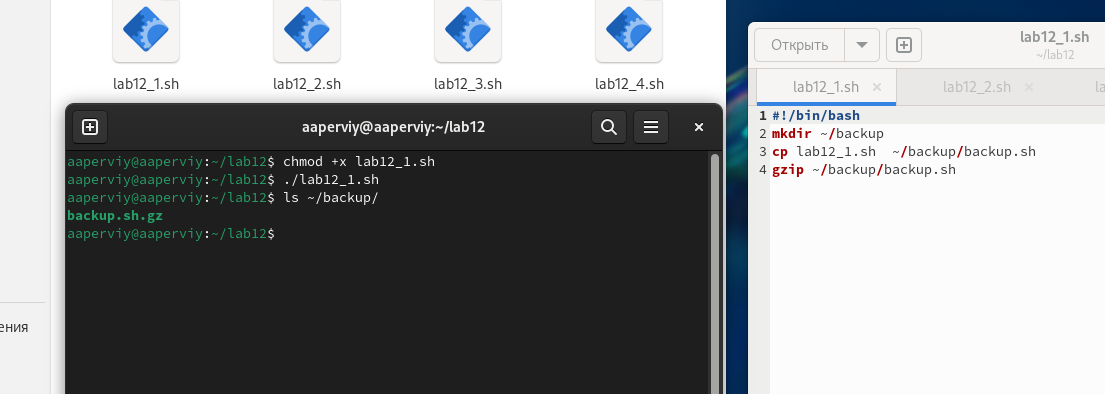 lab12_1.sh
lab12_2.sh
lab12_3.sh
lab12_4.sh
ения
aaperviy@aaperviy:~/lab12
aaperviy@aaperviy:~/lab12$ chmod +x lab12_1.sh
aaperviy@aaperviy:~/lab12$ ./lab12_1.sh
aaperviy@aaperviy:~/lab12$ ls ~/backup/
backup.sh.gz
aaperviy@aaperviy:~/lab12$
Открыть
lab12_1.sh
~/lab12
lab12_1.sh
lab12_2.sh
la
1 #!/bin/bash
2 mkdir ~/backup
3 cp lab12_1.sh  ~/backup/backup.sh
4 gzip ~/backup/backup.sh